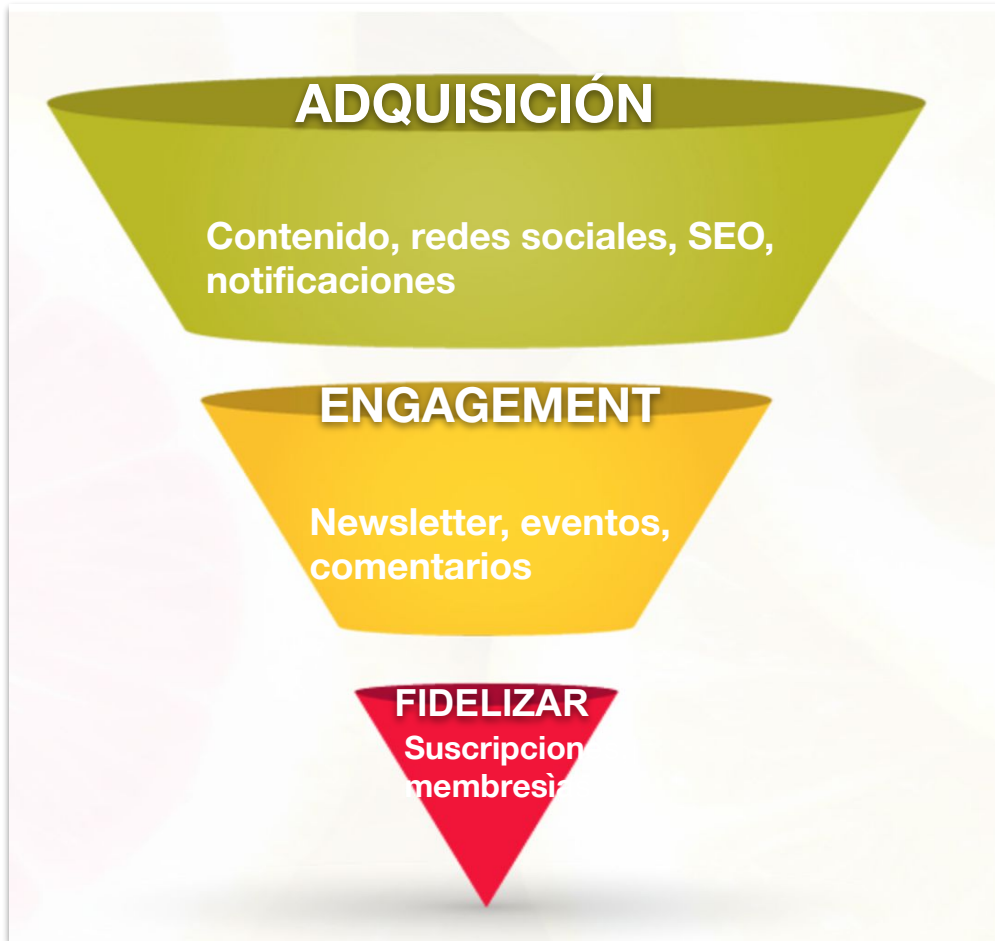 ADQUISICIÓN
Contenido, redes sociales, SEO,
notificaciones
ENGAGEMENT
Newsletter, eventos,
comentarios
FIDELIZAR
Suscripcion
membresìa